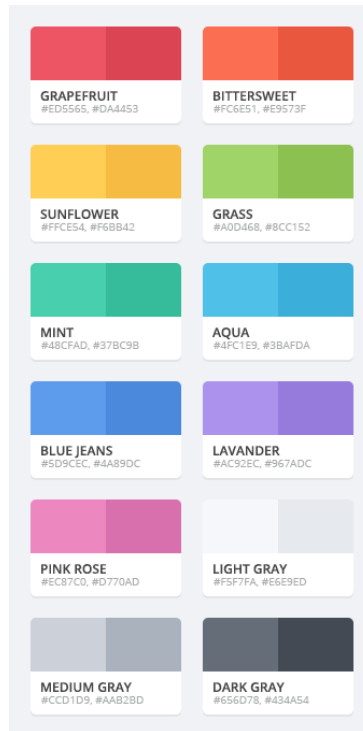 GRAPEFRUIT
#ED5565, #DA4453
BITTERSWEET
#FC6E51, #E9573F
SUNFLOWER
#FFCE54, #F6BB42
GRASS
#A0D468, #8CC152
MINT
#48CFAD, #37BC9B
AQUA
#4FC1E9, #3BAFDA
BLUE JEANS
#5D9CEC, #4A89DC
LAVANDER
#AC92EC, #967ADC
PINK ROSE
#EC87C0, #D770AD
LIGHT GRAY
#F5F7FA, #E6E9ED
MEDIUM GRAY
#CCD1D9, #AAB2BD
DARK GRAY
#656D78, #434A54